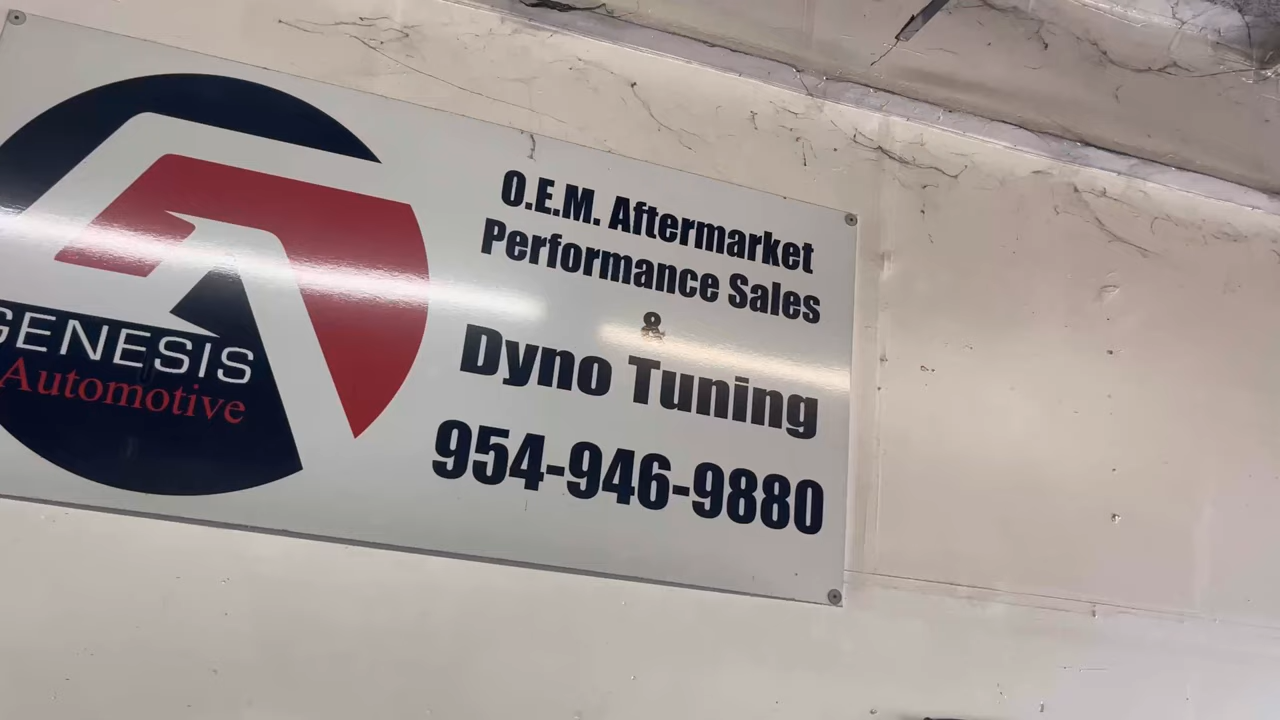 GENESIS
Automotive
O.E.M. Aftermarket
Performance Sales
&
Dyno Tuning
954-946-9880